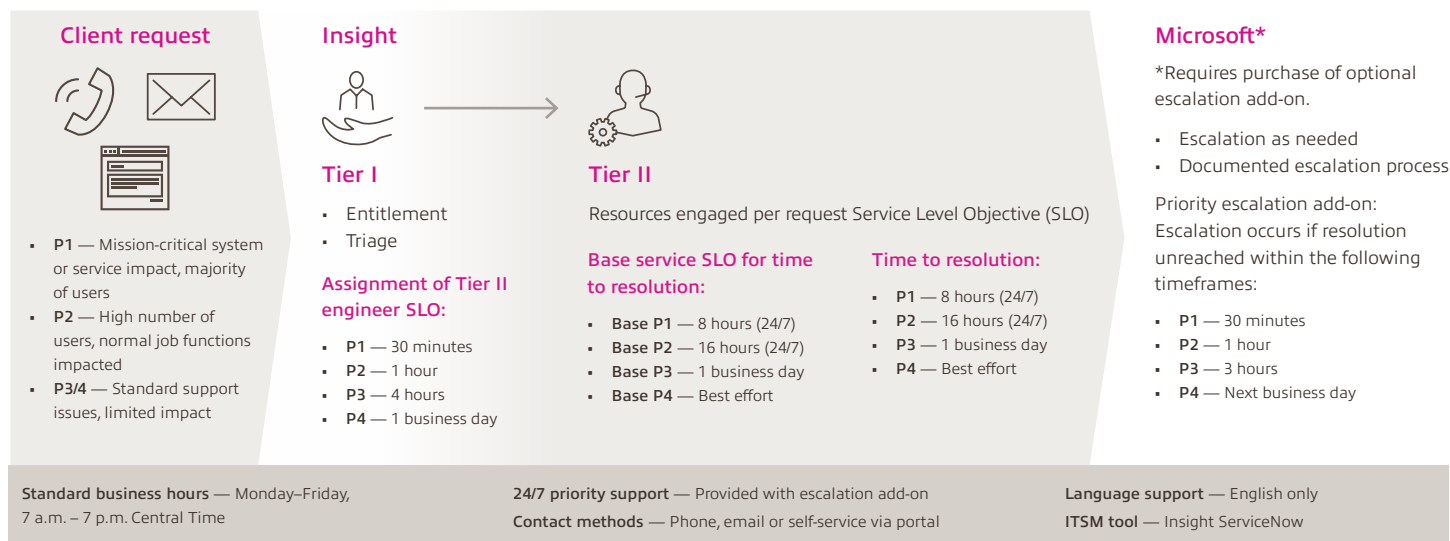 Client request
▪ P1 — Mission-critical system
or service impact, majority
of users
▪ P2 — High number of
users, normal job functions
impacted
▪ P3/4 — Standard support
issues, limited impact
Insight
Tier I
▪ Entitlement
▪ Triage
Assignment of Tier II
engineer SLO:
▪ P1 — 30 minutes
▪ P2 — 1 hour
▪ P3 — 4 hours
▪ P4 — 1 business day
Tier II
Resources engaged per request Service Level Objective (SLO)
Base service SLO for time
to resolution:
▪ Base P1 — 8 hours (24/7)
▪ Base P2 — 16 hours (24/7)
▪ Base P3 — 1 business day
▪ Base P4 — Best effort
Time to resolution:
▪ P1 — 8 hours (24/7)
▪ P2 — 16 hours (24/7)
▪ P3 — 1 business day
▪ P4 — Best effort
Microsoft*
*Requires purchase of optional
escalation add-on.
▪ Escalation as needed
▪ Documented escalation process
Priority escalation add-on:
Escalation occurs if resolution
unreached within the following
timeframes:
▪ P1 — 30 minutes
▪ P2 — 1 hour
▪ P3 — 3 hours
▪ P4 — Next business day
Standard business hours — Monday–Friday,
7 a.m. – 7 p.m. Central Time
24/7 priority support — Provided with escalation add-on
Contact methods — Phone, email or self-service via portal
Language support — English only
ITSM tool — Insight ServiceNow